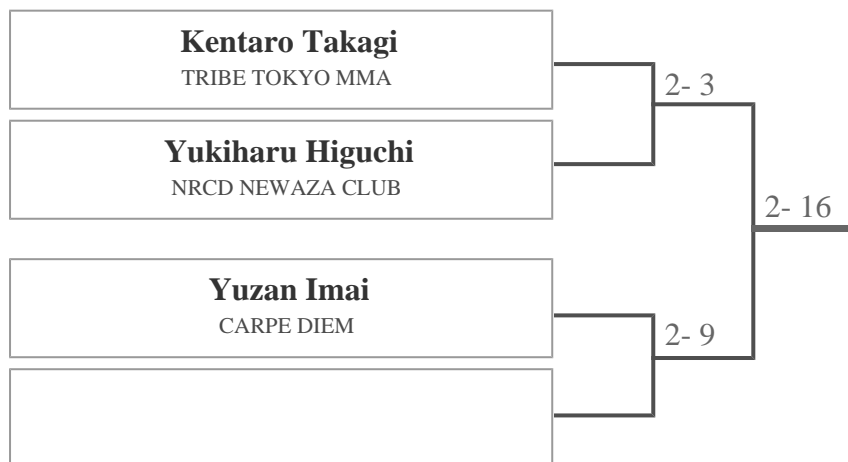 Kentaro Takagi
TRIBE TOKYO MMA
2- 3
Yukiharu Higuchi
NRCD NEWAZA CLUB
2- 16
Yuzan Imai
CARPE DIEM
2- 9